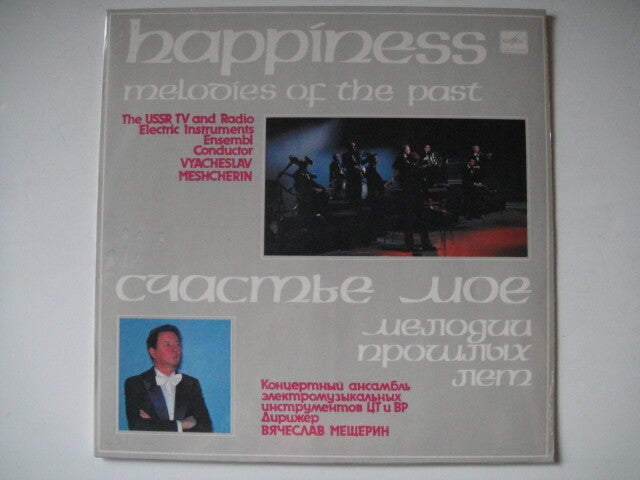 happiness
melodies of the past
The USSR TV and Radio
Electric Instruments
Ensembl
Conductor
VYACHESLAV
MESHCHERIN
счастье мое
мелодии
прошлых
лет
Концертный ансамбль
электромузыкальных
инструментов ЦТ и ВР
Дирижер
ВЯЧЕСЛАВ МЕЩЕРИН